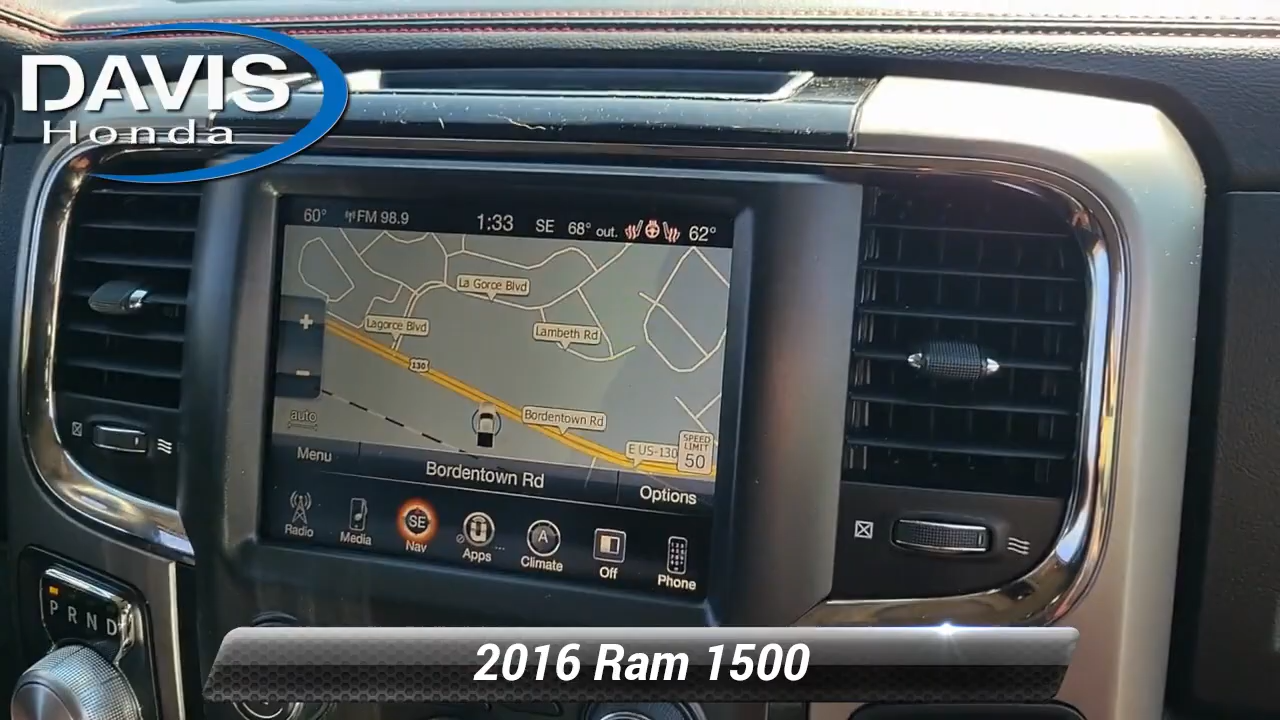 DAVIS
Honda
60° FM 98.9 1:33 SE 68° out. 62°
La Gorce Blvd
Lagorce Blvd
Lambeth Rd
+
130
-
Bordentown Rd
auto
E US-130
SPEED
LIMIT
50
Menu
Bordentown Rd
Options
Radio
Media
SE
Nav
Apps
A
Climate
Off
Phone
P R N D
2016 Ram 1500